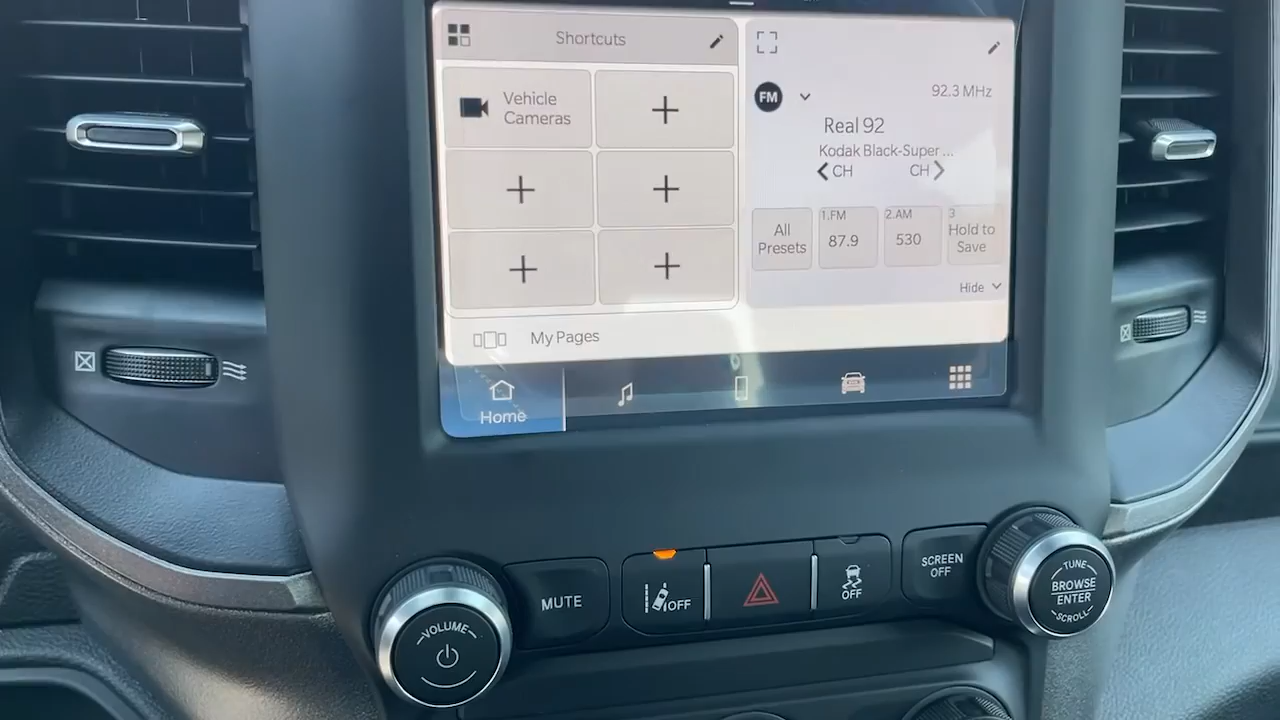 Shortcuts
Vehicle
Cameras
My Pages
FM
92.3 MHz
Real 92
Kodak Black-Super ...
CH
CH
All
Presets
1.FM
87.9
2.AM
530
3
Hold to
Save
Hide
Home
VOLUME
MUTE
OFF
OFF
SCREEN
OFF
TUNE
BROWSE
ENTER
SCROLL